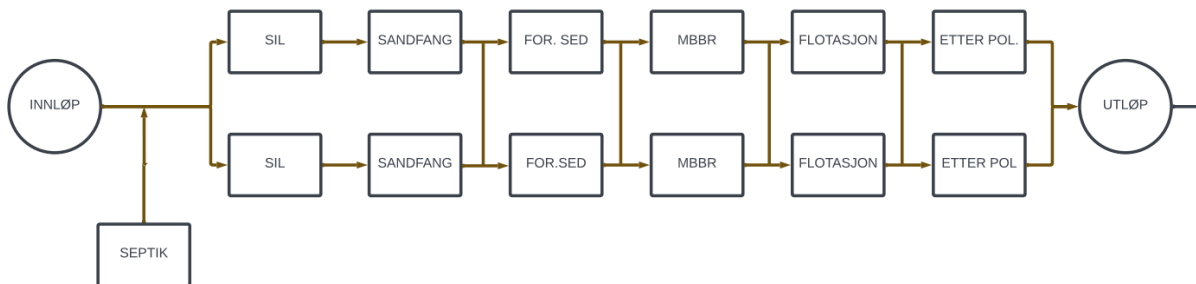 SIL
SANDFANG
FOR. SED
MBBR
FLOTASJON
ETTER POL.
INNLØP
UTLØP
SIL
SANDFANG
FOR.SED
MBBR
FLOTASJON
ETTER POL
SEPTIK